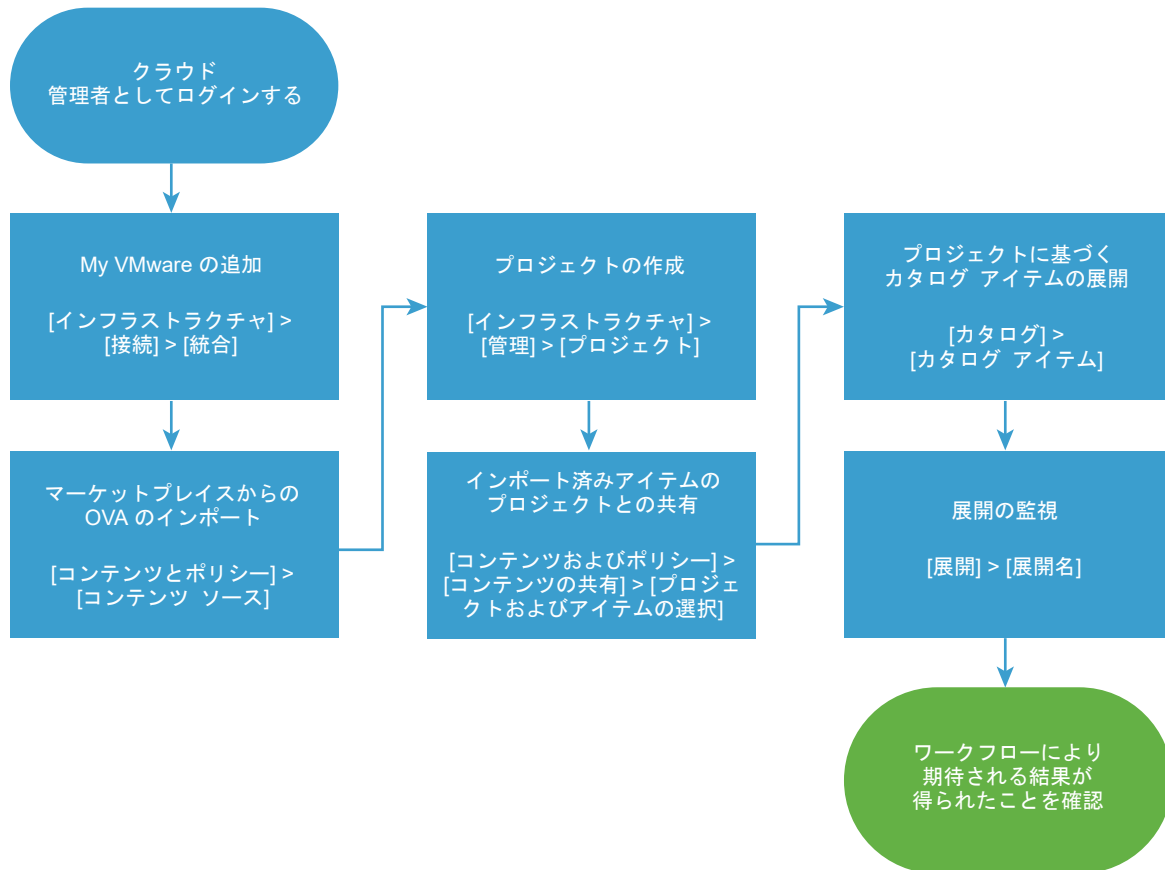 クラウド
管理者としてログインする
My VMware の追加
[インフラストラクチャ] >
[接続] > [統合]
マーケットプレイスからの
OVA のインポート
[コンテンツとポリシー] >
[コンテンツ ソース]
プロジェクトの作成
[インフラストラクチャ] >
[管理] > [プロジェクト]
インポート済みアイテムの
プロジェクトとの共有
[コンテンツおよびポリシー] >
[コンテンツの共有] > [プロジェ
クトおよびアイテムの選択]
プロジェクトに基づく
カタログ アイテムの展開
[カタログ] >
[カタログ アイテム]
展開の監視
[展開] > [展開名]
ワークフローにより
期待される結果が
得られたことを確認